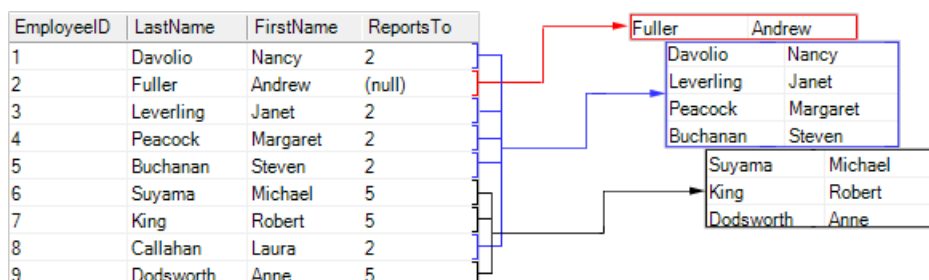 EmployeeID LastName FirstName ReportsTo
1 Davolio Nancy 2
2 Fuller Andrew (null)
3 Leverling Janet 2
4 Peacock Margaret 2
5 Buchanan Steven 2
6 Suyama Michael 5
7 King Robert 5
8 Callahan Laura 2
9 Dodsworth Anne 5
Fuller Andrew
Davolio Nancy
Leverling Janet
Peacock Margaret
Buchanan Steven
Suyama Michael
King Robert
Dodsworth Anne